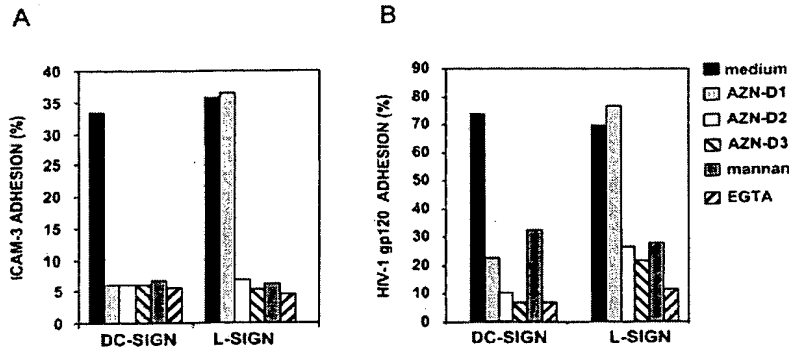 A
ICAM-3 ADHESION (%)
40
35
30
25
20
15
10
5
0
DC-SIGN
L-SIGN
B
HIV-1 gp120 ADHESION (%)
90
80
70
60
50
40
30
20
10
0
DC-SIGN
L-SIGN
medium
AZN-D1
AZN-D2
AZN-D3
mannan
EGTA